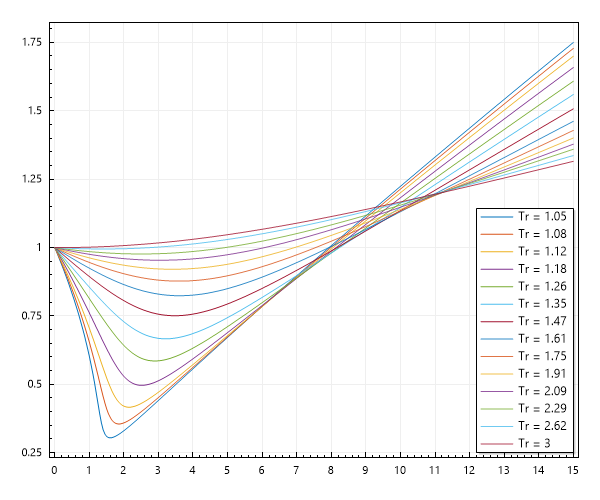 1.75
1.5
1.25
1
0.75
0.5
0.25
0 1 2 3 4 5 6 7 8 9 10 11 12 13 14 15
Tr = 1.05
Tr = 1.08
Tr = 1.12
Tr = 1.18
Tr = 1.26
Tr = 1.35
Tr = 1.47
Tr = 1.61
Tr = 1.75
Tr = 1.91
Tr = 2.09
Tr = 2.29
Tr = 2.62
Tr = 3